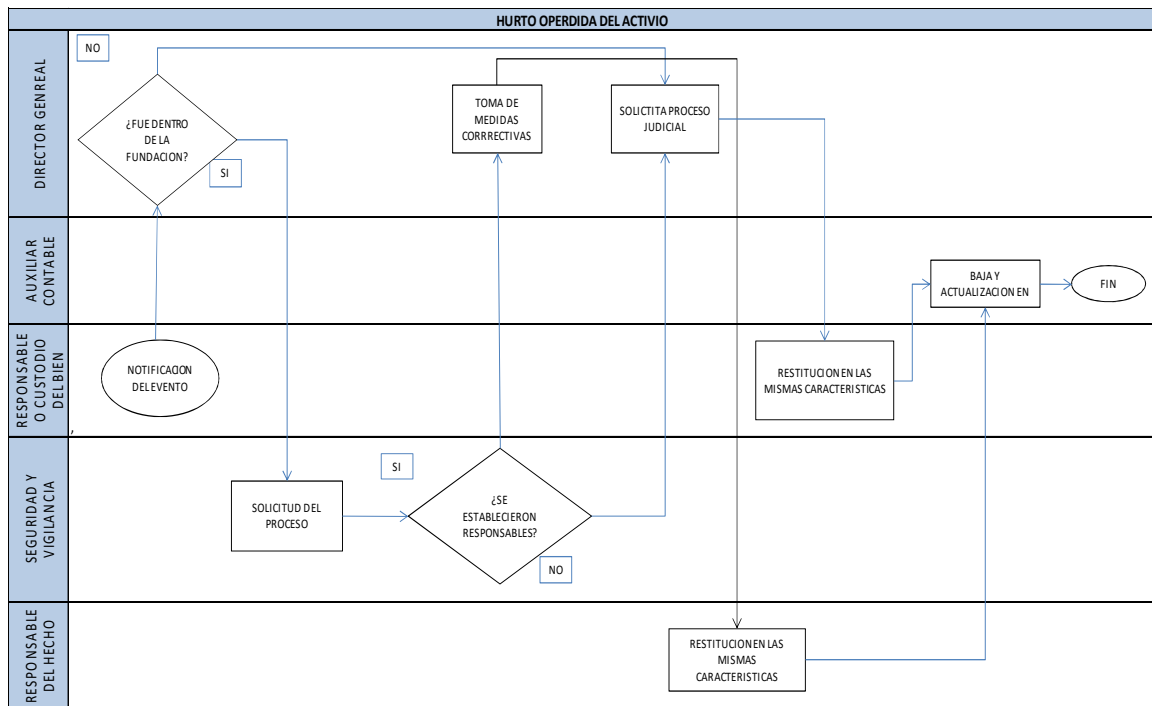 HURTO OPERDIDA DEL ACTIVIO
DIRECTOR GENREAL
NO
¿FUE DENTRO
DE LA
FUNDACION?
SI
TOMA DE
MEDIDAS
CORRRECTIVAS
SOLICTITA PROCESO
JUDICIAL
AUXILIAR
CONTABLE
BAJA Y
ACTUALIZACION EN
FIN
RESPONSABLE
O CUSTODIO
DEL BIEN
NOTIFICACION
DEL EVENTO
RESTITUCION EN LAS
MISMAS CARACTERISTICAS
,
SEGURIDAD Y
VIGILANCIA
SOLICITUD DEL
PROCESO
SI
¿SE
ESTABLECIERON
RESPONSABLES?
NO
RESPONSABLE
DEL HECHO
RESTITUCION EN LAS
MISMAS
CARACTERISTICAS